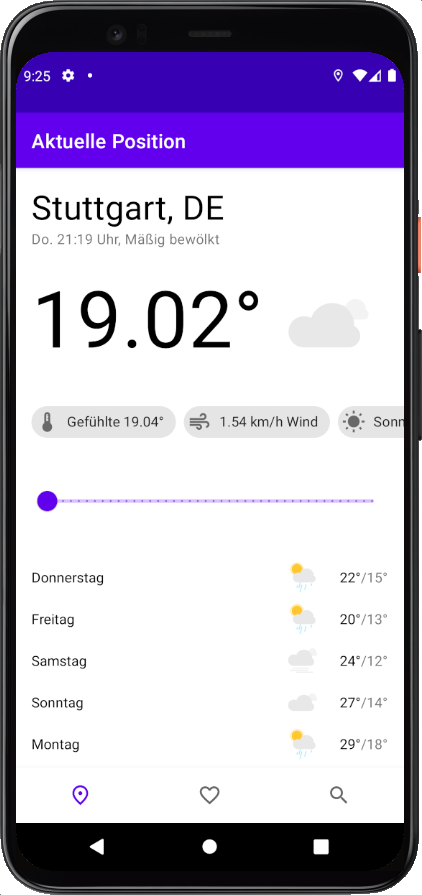 9:25
Aktuelle Position
Stuttgart, DE
Do. 21:19 Uhr, Mäßig bewölkt
19.02°
Gefühlte 19.04° 1.54 km/h Wind Sonn
Donnerstag 22°/15°
Freitag 20°/13°
Samstag 24°/12°
Sonntag 27°/14°
Montag 29°/18°